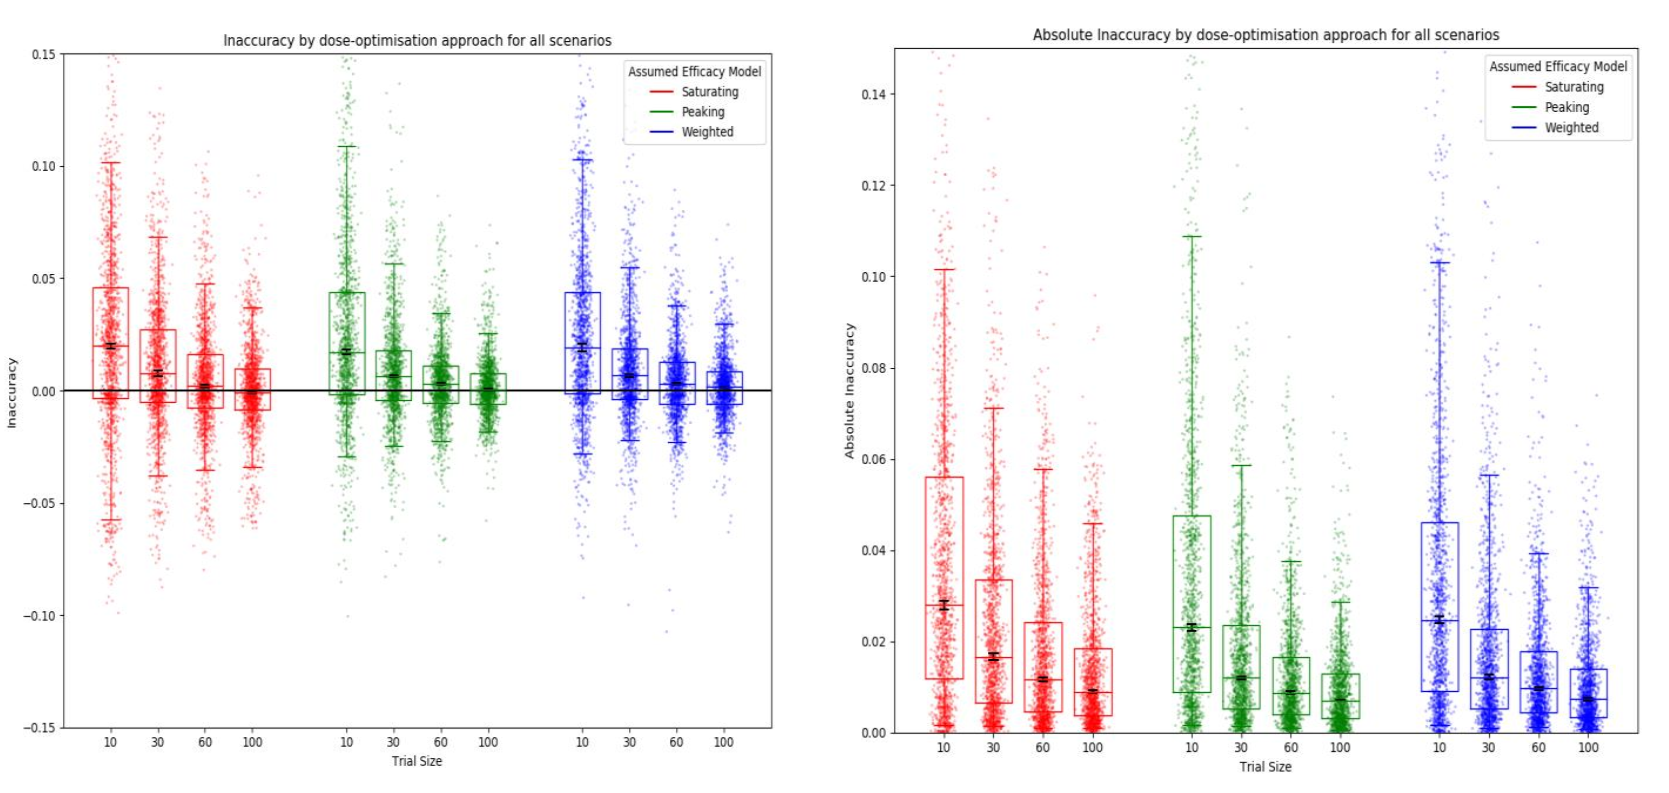 Inaccuracy by dose-optimisation approach for all scenarios
Assumed Efficacy Model
Saturating
Peaking
Weighted
0.15
0.10
0.05
0.00
−0.05
−0.10
−0.15
Inaccuracy
10 30 60 100 10 30 60 100 10 30 60 100
Trial Size
Absolute Inaccuracy by dose-optimisation approach for all scenarios
Assumed Efficacy Model
Saturating
Peaking
Weighted
0.14
0.12
0.10
0.08
0.06
0.04
0.02
0.00
Absolute Inaccuracy
10 30 60 100 10 30 60 100 10 30 60 100
Trial Size